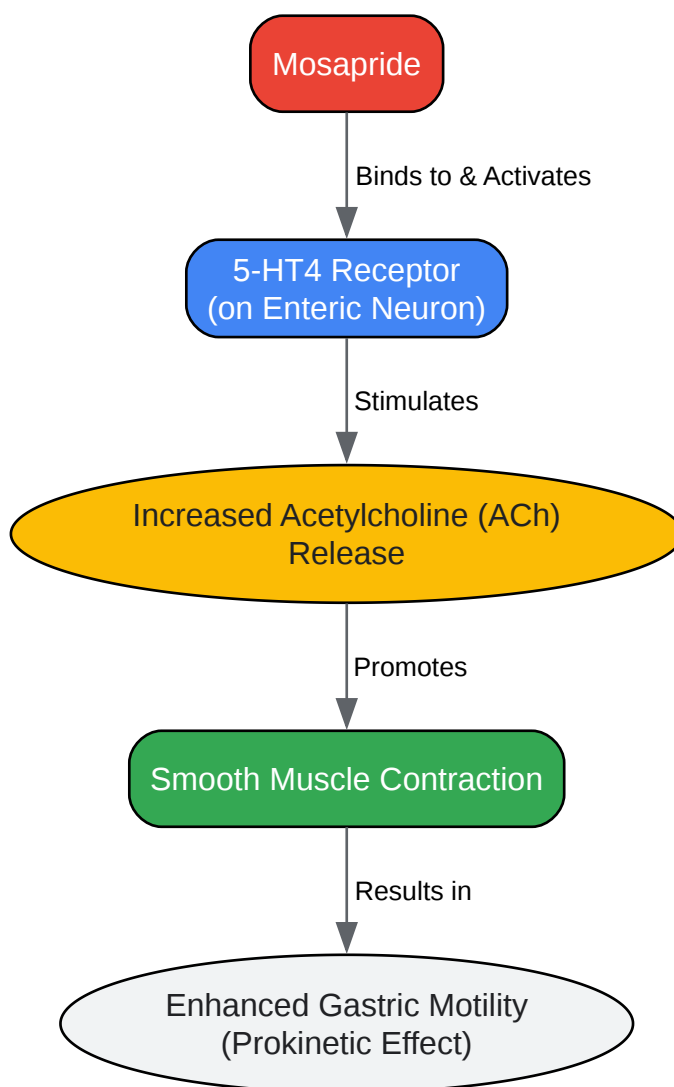 Mosapride
Binds to & Activates
5-HT4 Receptor
(on Enteric Neuron)
Stimulates
Increased Acetylcholine (ACh)
Release
Promotes
Smooth Muscle Contraction
Results in
Enhanced Gastric Motility
(Prokinetic Effect)